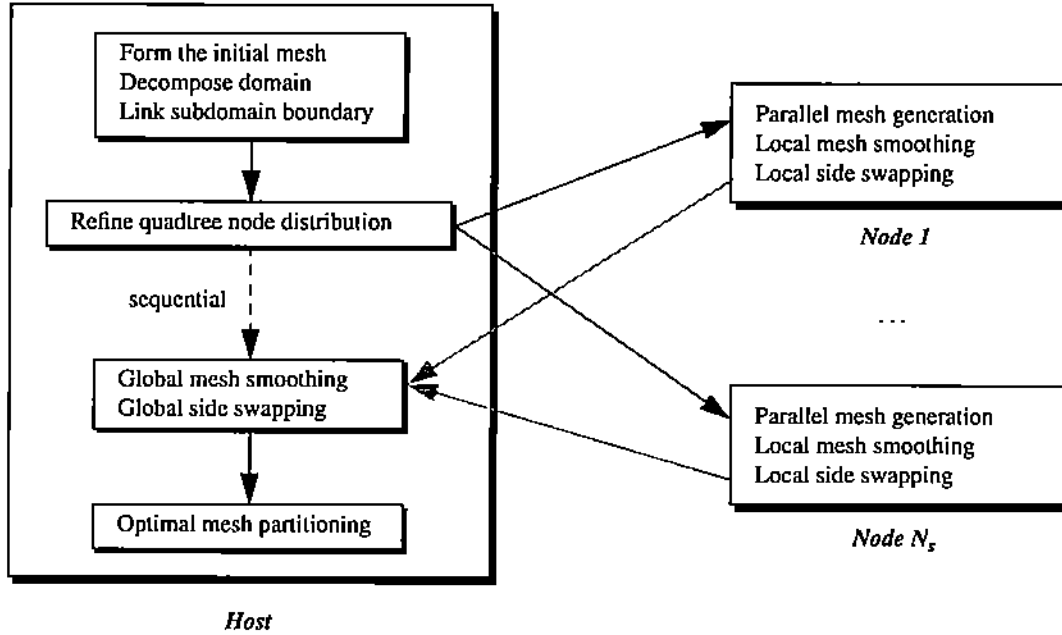 Form the initial mesh
Decompose domain
Link subdomain boundary
Refine quadtree node distribution
sequential
Global mesh smoothing
Global side swapping
Optimal mesh partitioning
Host
Parallel mesh generation
Local mesh smoothing
Local side swapping
Node 1
...
Parallel mesh generation
Local mesh smoothing
Local side swapping
Node Ns